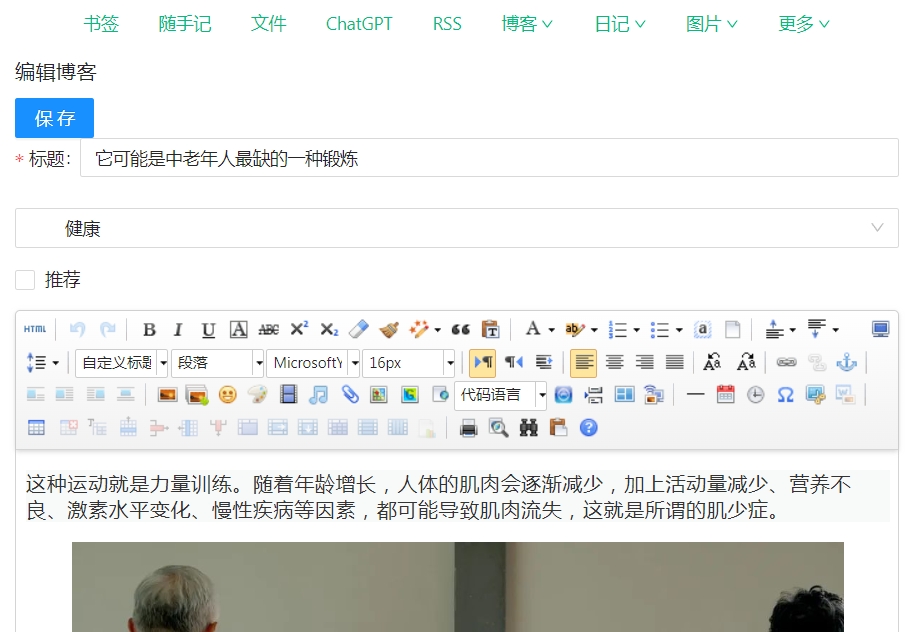 书签 随手记 文件 ChatGPT RSS 博客 日记 图片 更多
编辑博客
保 存
* 标题: 它可能是中老年人最缺的一种锻炼
健康
推荐
HTML B I U A ABC X² X₂ A ab a
自定义标题 段落 MicrosoftY 16px
代码语言
这种运动就是力量训练。随着年龄增长，人体的肌肉会逐渐减少，加上活动量减少、营养不
良、激素水平变化、慢性疾病等因素，都可能导致肌肉流失，这就是所谓的肌少症。